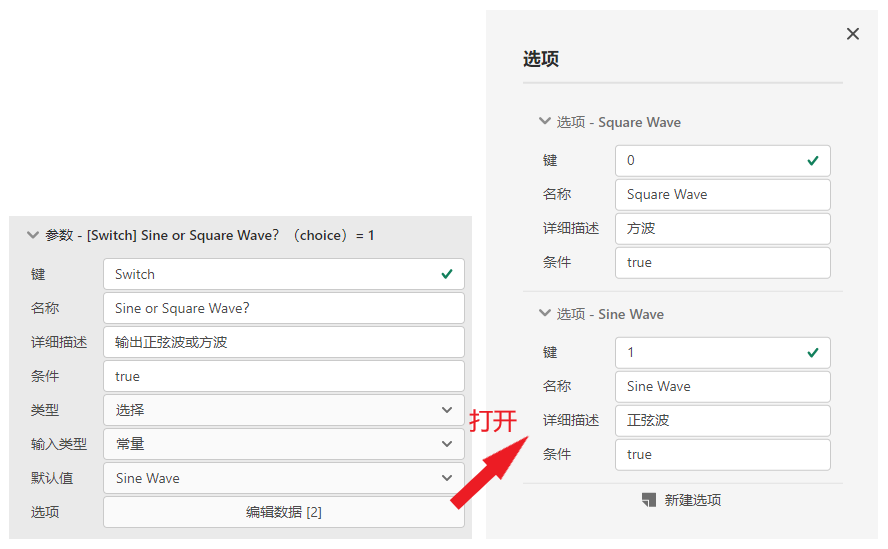 参数 - [Switch] Sine or Square Wave? （choice）= 1
键 Switch
名称 Sine or Square Wave?
详细描述 输出正弦波或方波
条件 true
类型 选择
输入类型 常量
默认值 Sine Wave
选项 编辑数据 [2]
打开
选项
选项 - Square Wave
键 0
名称 Square Wave
详细描述 方波
条件 true
选项 - Sine Wave
键 1
名称 Sine Wave
详细描述 正弦波
条件 true
新建选项